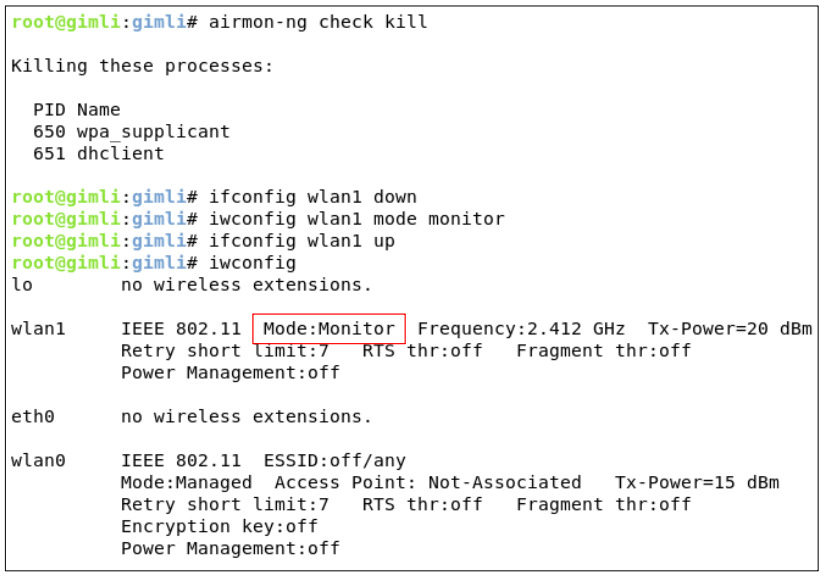 root@gimli:gimli# airmon-ng check kill
Killing these processes:
PID Name
650 wpa_supplicant
651 dhclient
root@gimli:gimli# ifconfig wlan1 down
root@gimli:gimli# iwconfig wlan1 mode monitor
root@gimli:gimli# ifconfig wlan1 up
root@gimli:gimli# iwconfig
lo        no wireless extensions.
wlan1     IEEE 802.11  Mode:Monitor  Frequency:2.412 GHz  Tx-Power=20 dBm
Retry short limit:7   RTS thr:off   Fragment thr:off
Power Management:off
eth0      no wireless extensions.
wlan0     IEEE 802.11  ESSID:off/any
Mode:Managed  Access Point: Not-Associated   Tx-Power=15 dBm
Retry short limit:7   RTS thr:off   Fragment thr:off
Encryption key:off
Power Management:off